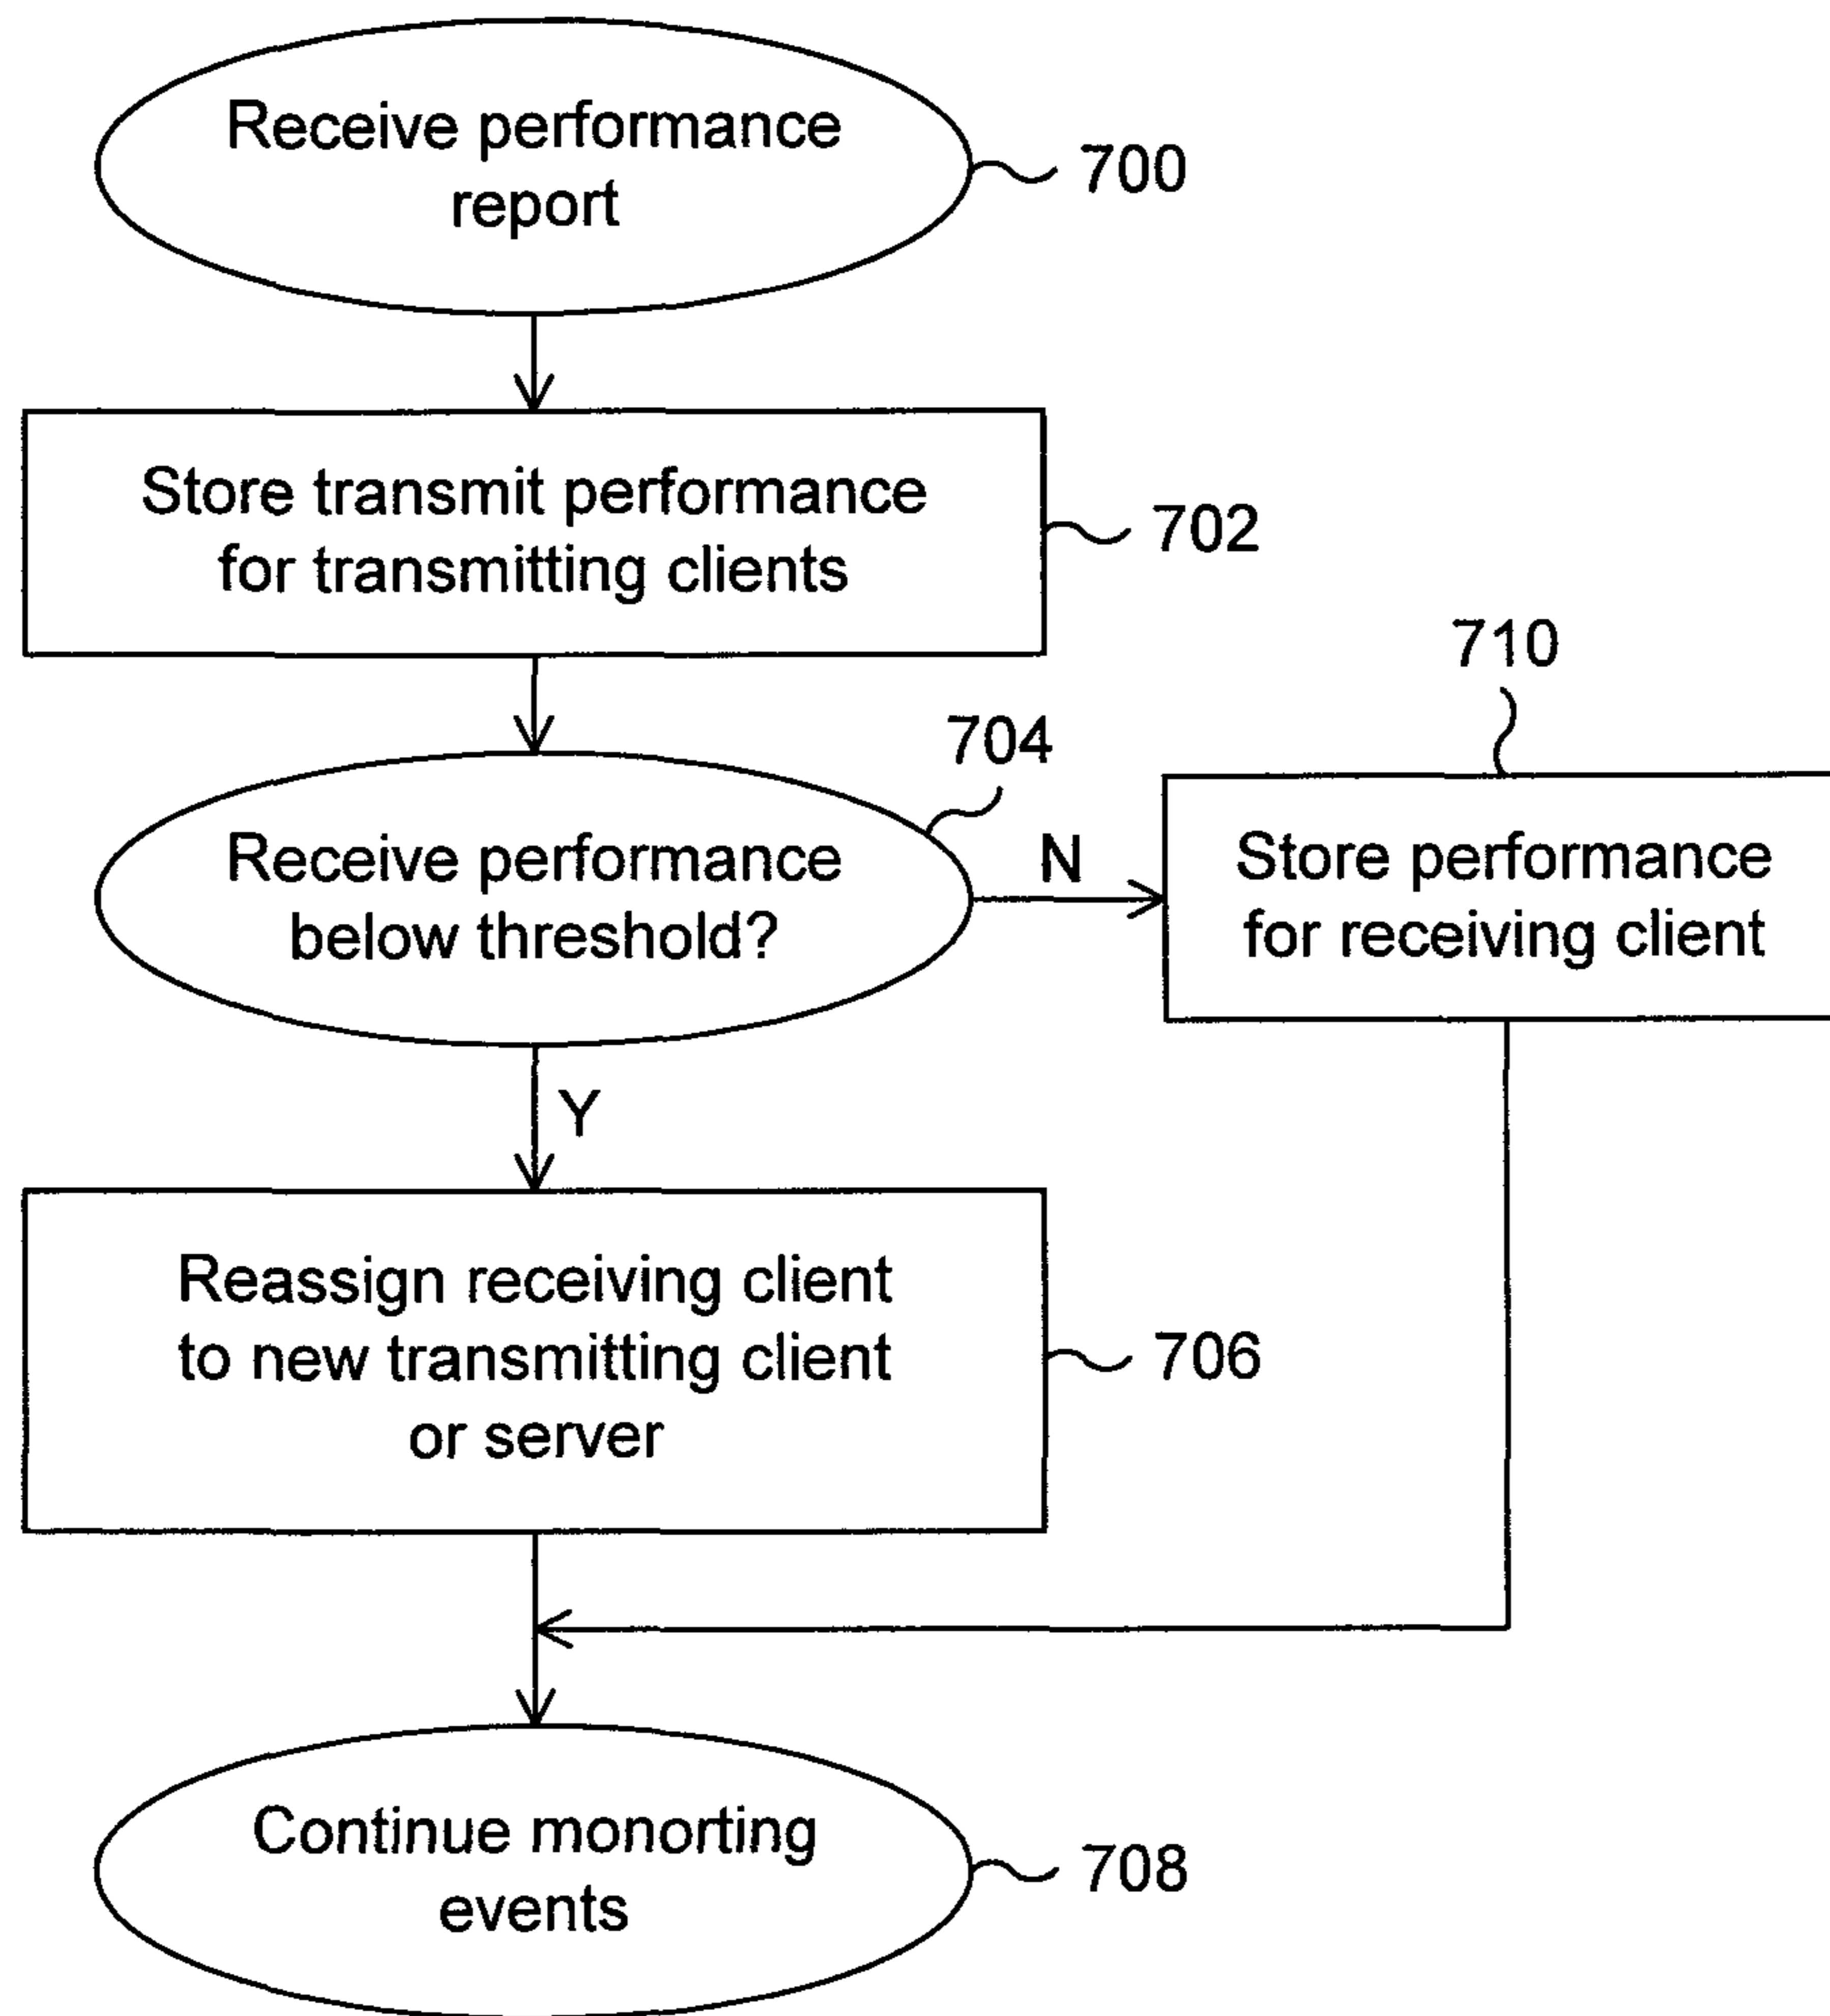 Receive performance
report
700
Store transmit performance
for transmitting clients
702
710
704
Receive performance
below threshold?
N
Store performance
for receiving client
Y
Reassign receiving client
to new transmitting client
or server
706
Continue monorting
events
708